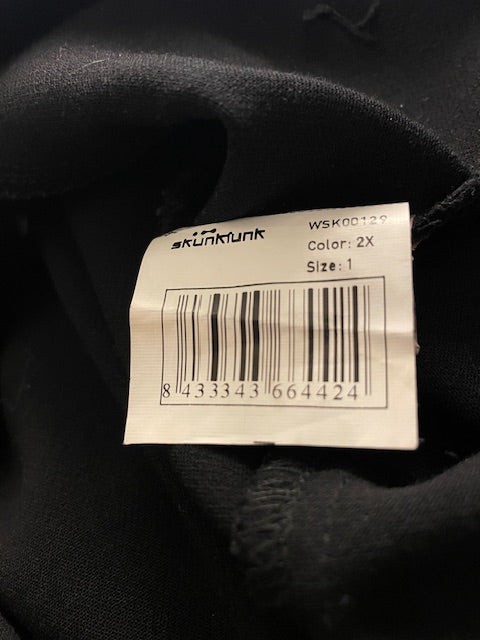 skunkfunk
WSK00129
Color: 2X
Size: 1
8 433343 664424